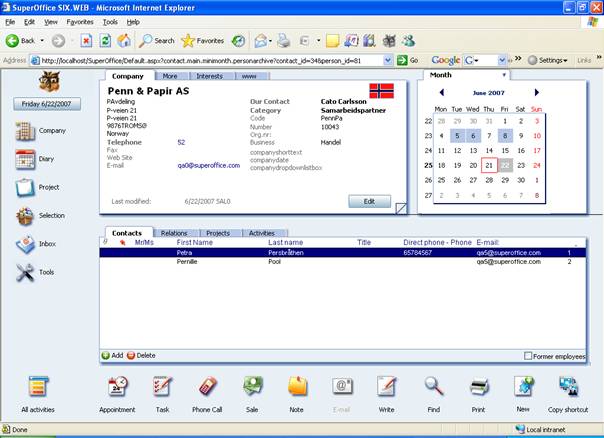 SuperOffice SIX.WEB - Microsoft Internet Explorer
File Edit View Favorites Tools Help
Back Search Favorites
Address http://localhost/SuperOffice/Default.aspx?contact.main.minimonth.personarchive?contact_id=34&person_id=81 Go Google G Settings
Friday 6/22/2007
Company
Diary
Project
Selection
Inbox
Tools
Company More Interests www
Penn & Papir AS
PAvdeling
P-veien 21
P-veien 21
9876TROMSØ
Norway
Telephone 52
Fax
Web Site
E-mail qa0@superoffice.com
Our Contact Cato Carlsson
Category Samarbeidspartner
Code PennPa
Number 10043
Org.nr:
Business Handel
companyshorttext
companydate
companydropdownlistbox
Last modified: 6/22/2007 SAL0 Edit
Month
June 2007
Mon Tue Wed Thu Fri Sat Sun
22 28 29 30 31 1 2 3
23 4 5 6 7 8 9 10
24 11 12 13 14 15 16 17
25 18 19 20 21 22 23 24
26 25 26 27 28 29 30 1
27 2 3 4 5 6 7 8
Contacts Relations Projects Activities
Mr/Ms First Name Last name Title Direct phone - Phone E-mail:
Petra Persbråthen 65784567 qa5@superoffice.com 1
Pernille Pool qa5@superoffice.com 2
Add Delete Former employees
All activities Appointment Task Phone Call Sale Note E-mail Write Find Print New Copy shortcut
Done Local intranet